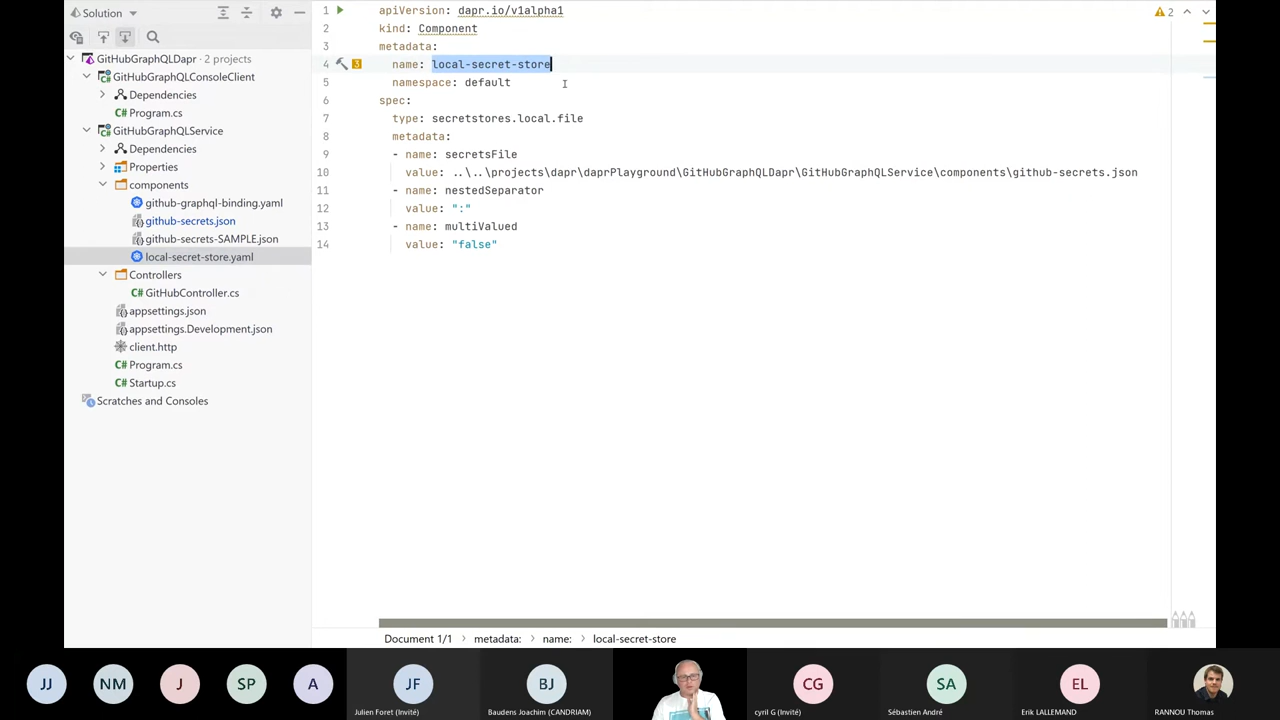 Solution
GitHubGraphQLDapr · 2 projects
GitHubGraphQLConsoleClient
Dependencies
Program.cs
GitHubGraphQLService
Dependencies
Properties
components
github-graphql-binding.yaml
github-secrets.json
github-secrets-SAMPLE.json
local-secret-store.yaml
Controllers
C# GitHubController.cs
appsettings.json
appsettings.Development.json
client.http
C# Program.cs
C# Startup.cs
Scratches and Consoles
1 apiVersion: dapr.io/v1alpha1
2 kind: Component
3 metadata:
4 3 name: local-secret-store
5 namespace: default
6 spec:
7 type: secretstores.local.file
8 metadata:
9 - name: secretsFile
10 value: ..\..\projects\dapr\daprPlayground\GitHubGraphQLDapr\GitHubGraphQLService\components\github-secrets.json
11 - name: nestedSeparator
12 value: ":"
13 - name: multiValued
14 value: "false"
2
Document 1/1 > metadata: > name: > local-secret-store
JJ
NM
J
SP
A
JF
Julien Foret (Invité)
BJ
Baudens Joachim (CANDRIAM)
CG
cyril G (Invité)
SA
Sébastien André
EL
Erik LALLEMAND
RANNOU Thomas